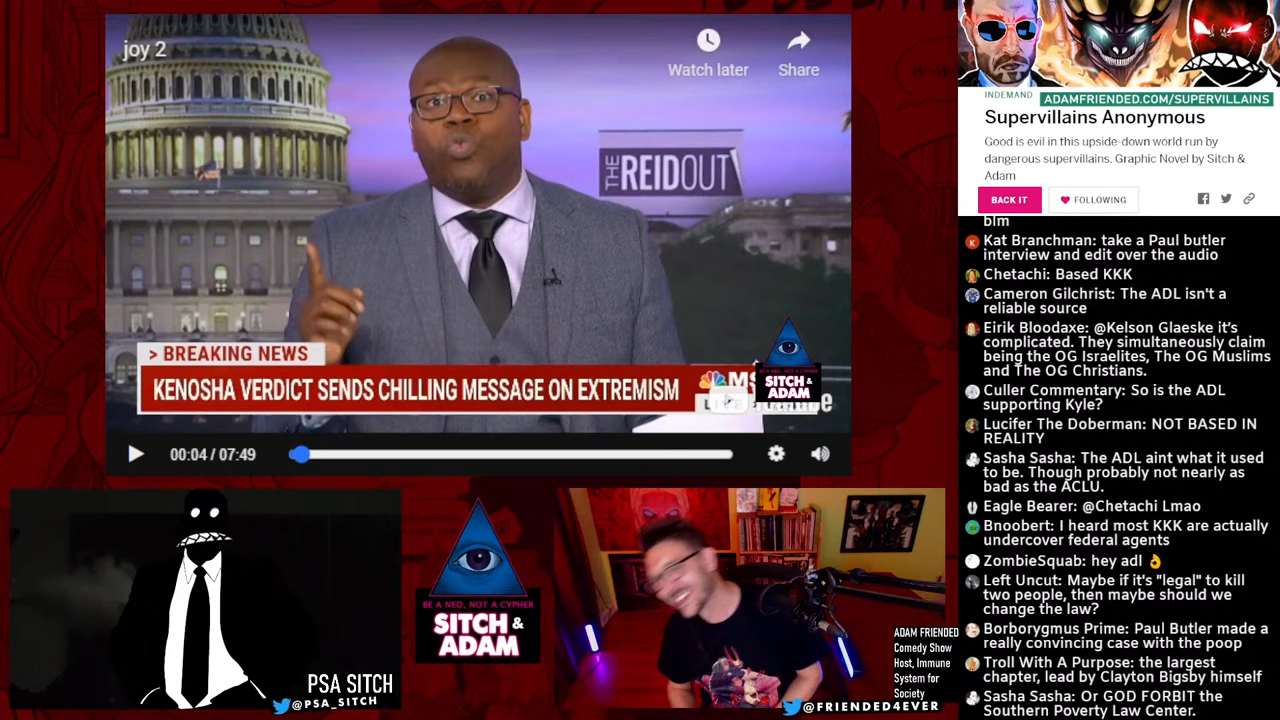 joy 2
Watch later
Share
THE REIDOUT
> BREAKING NEWS
KENOSHA VERDICT SENDS CHILLING MESSAGE ON EXTREMISM
BE A NEO, NOT A CYPHER
SITCH &
ADAM
00:04 / 07:49
PSA SITCH
@PSA_SITCH
BE A NEO, NOT A CYPHER
SITCH &
ADAM
ADAM FRIENDED
Comedy Show
Host, Immune
System for
Society
@FRIENDED4EVER
INDEMAND
ADAMFRIENDED.COM/SUPERVILLAINS
Supervillains Anonymous
Good is evil in this upside-down world run by
dangerous supervillains. Graphic Novel by Sitch &
Adam
BACK IT
FOLLOWING
blm
Kat Branchman: take a Paul butler
interview and edit over the audio
Chetachi: Based KKK
Cameron Gilchrist: The ADL isn't a
reliable source
Eirik Bloodaxe: @Kelson Glaeske it's
complicated. They simultaneously claim
being the OG Israelites, The OG Muslims
and The OG Christians.
Culler Commentary: So is the ADL
supporting Kyle?
Lucifer The Doberman: NOT BASED IN
REALITY
Sasha Sasha: The ADL aint what it used
to be. Though probably not nearly as
bad as the ACLU.
Eagle Bearer: @Chetachi Lmao
Bnoobert: I heard most KKK are actually
undercover federal agents
ZombieSquab: hey adl 👌
Left Uncut: Maybe if it's "legal" to kill
two people, then maybe should we
change the law?
Borborygmus Prime: Paul Butler made a
really convincing case with the poop
Troll With A Purpose: the largest
chapter, lead by Clayton Bigsby himself
Sasha Sasha: Or GOD FORBIT the
Southern Poverty Law Center.